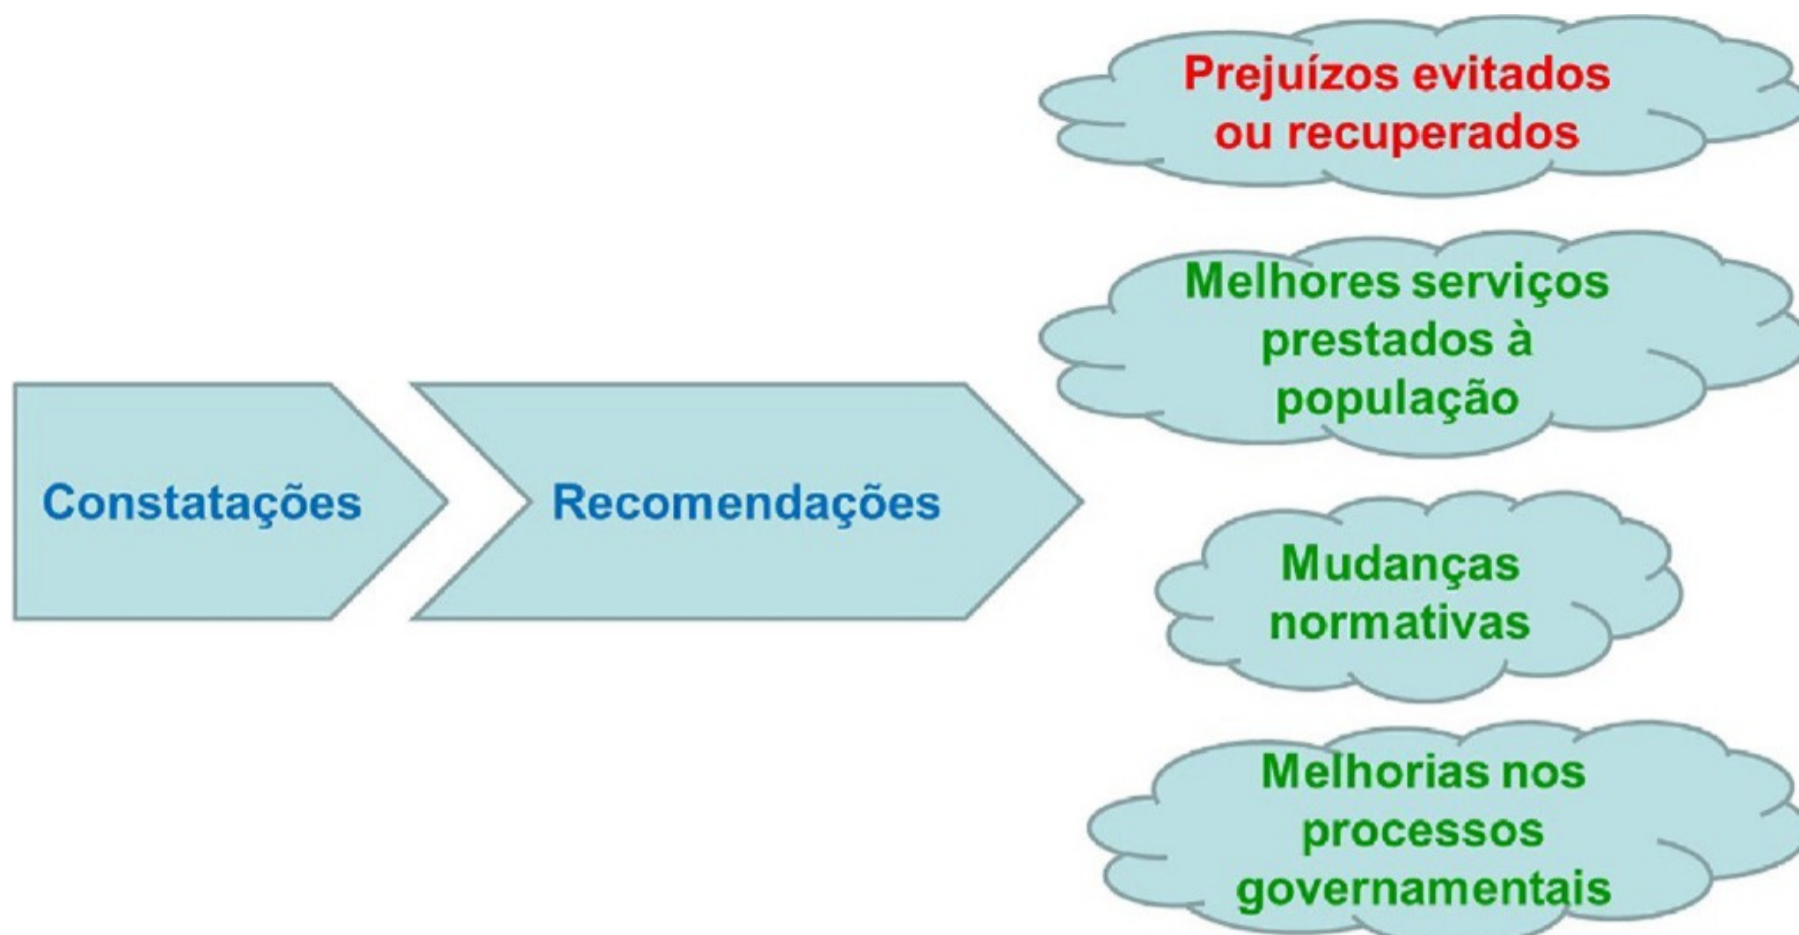 Prejuízos evitados
ou recuperados
Melhores serviços
prestados à
população
Constatações
Recomendações
Mudanças
normativas
Melhorias nos
processos
governamentais